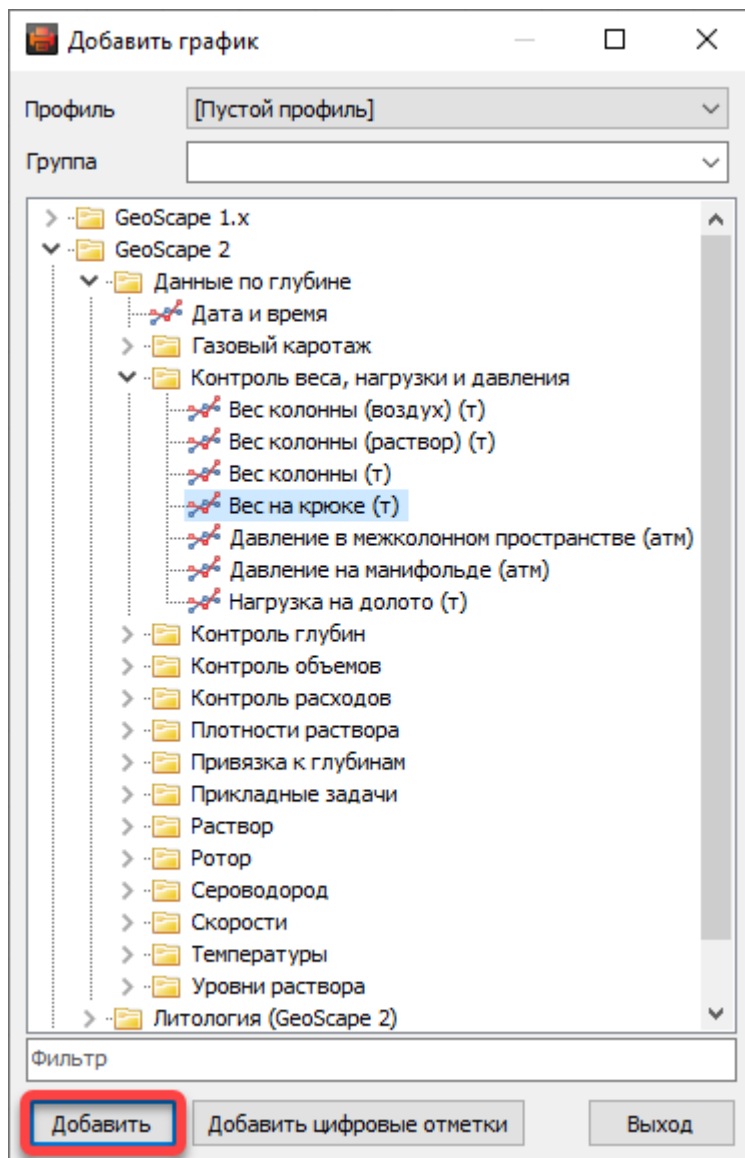 Добавить график
Профиль [Пустой профиль]
Группа
GeoScape 1.x
GeoScape 2
Данные по глубине
Дата и время
Газовый каротаж
Контроль веса, нагрузки и давления
Вес колонны (воздух) (т)
Вес колонны (раствор) (т)
Вес колонны (т)
Вес на крюке (т)
Давление в межколонном пространстве (атм)
Давление на манифольде (атм)
Нагрузка на долото (т)
Контроль глубин
Контроль объемов
Контроль расходов
Плотности раствора
Привязка к глубинам
Прикладные задачи
Раствор
Ротор
Сероводород
Скорости
Температуры
Уровни раствора
Литология (GeoScape 2)
Фильтр
Добавить Добавить цифровые отметки Выход